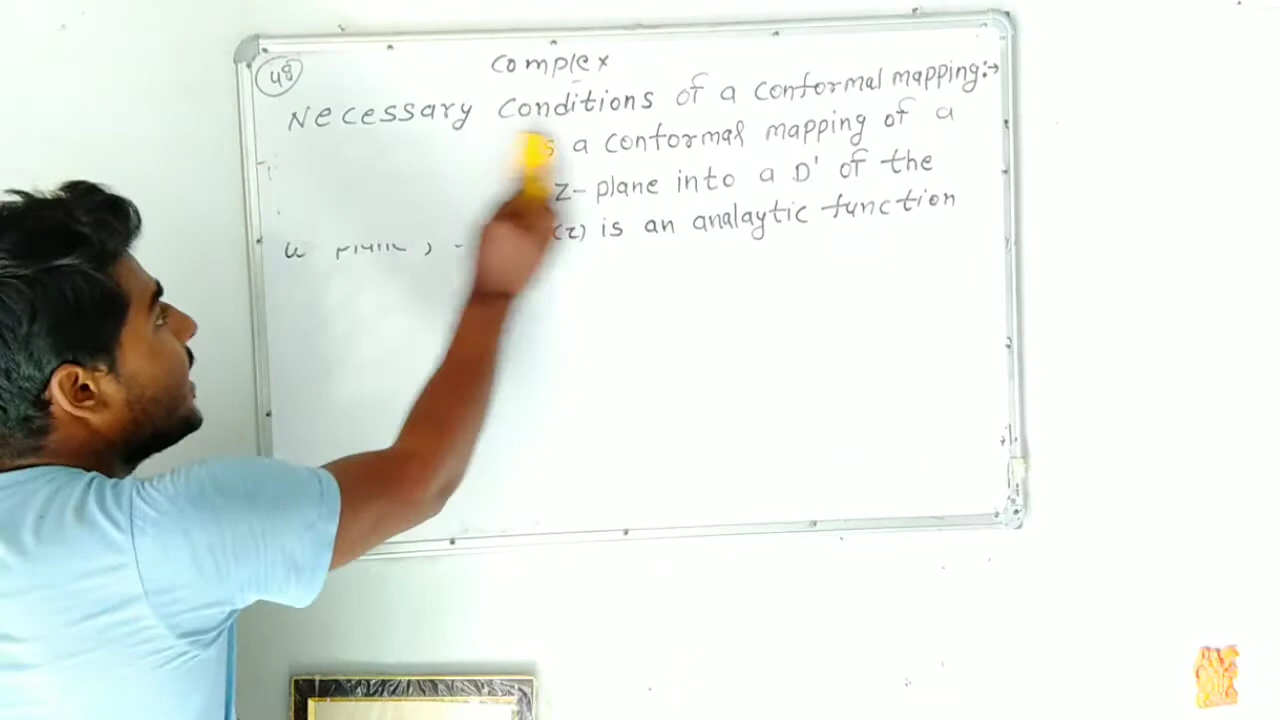 48
complex
Necessary conditions of a conformal mapping:→
s a conformal mapping of a
z-plane into a D' of the
(z) is an analaytic function